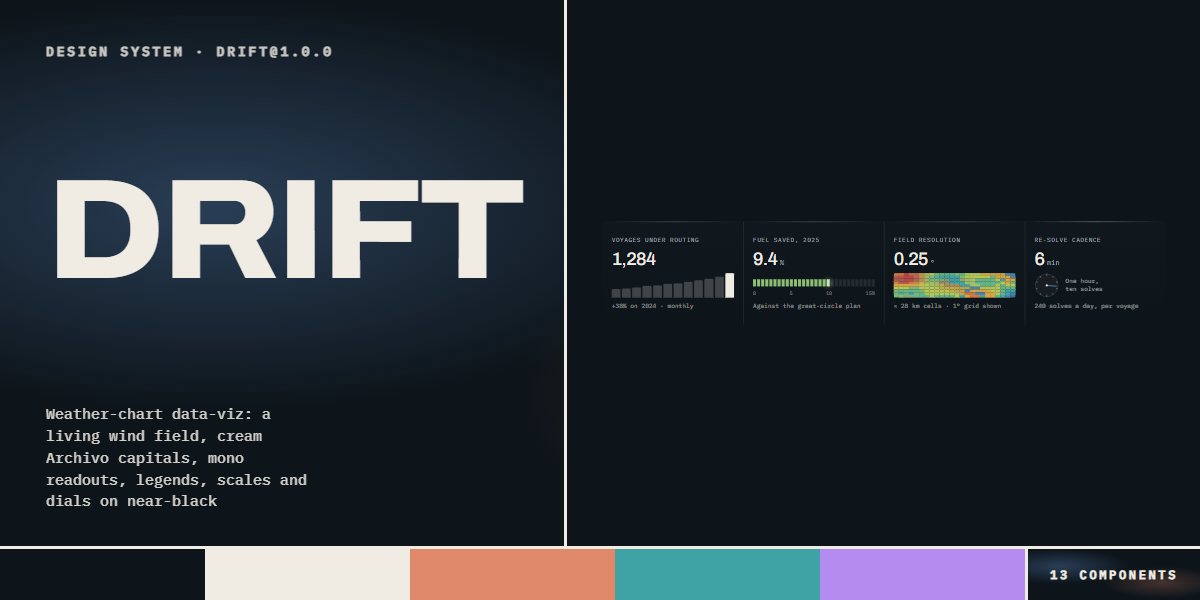 DESIGN SYSTEM · DRIFT@1.0.0
DRIFT
Weather-chart data-viz: a
living wind field, cream
Archivo capitals, mono
readouts, legends, scales and
dials on near-black
VOYAGES UNDER ROUTING
1,284
+38% on 2024 · monthly
FUEL SAVED, 2025
9.4 %
0 5 10 15%
Against the great-circle plan
FIELD RESOLUTION
0.25 °
≈ 28 km cells · 1° grid shown
RE-SOLVE CADENCE
6 min
One hour,
ten solves
240 solves a day, per voyage
13 COMPONENTS